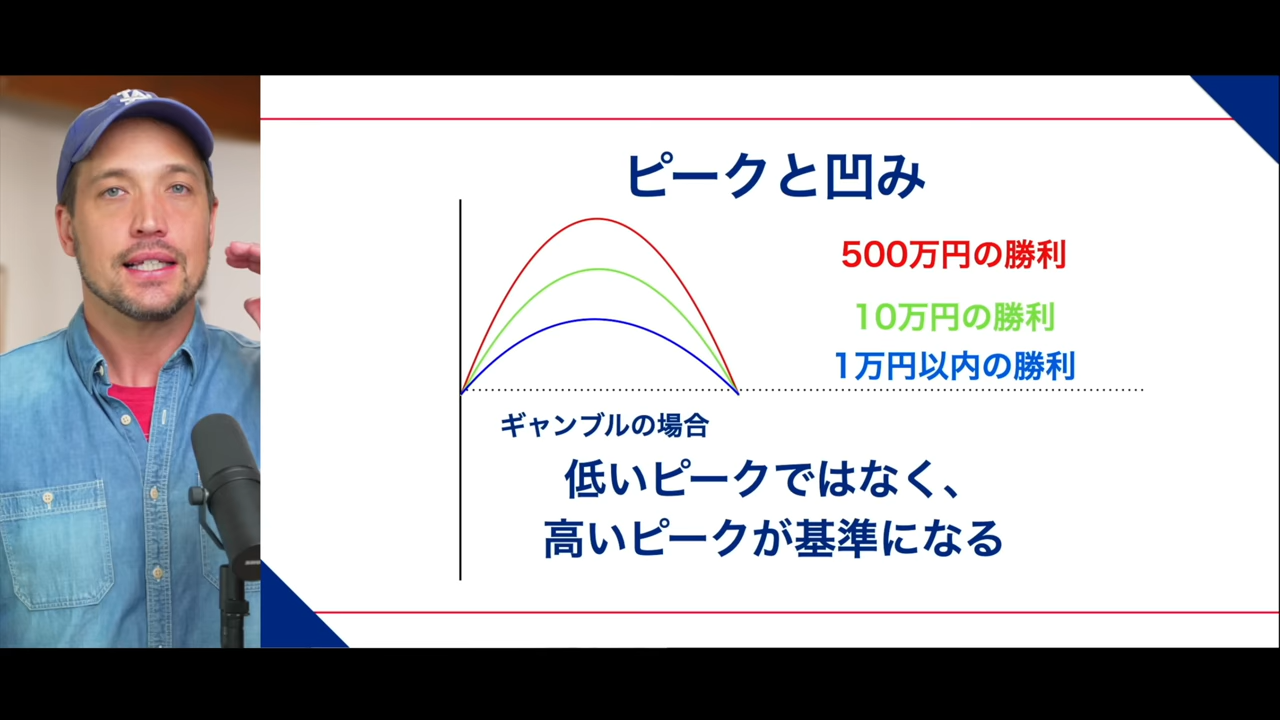 ピークと凹み
500万円の勝利
10万円の勝利
1万円以内の勝利
ギャンブルの場合
低いピークではなく、
高いピークが基準になる